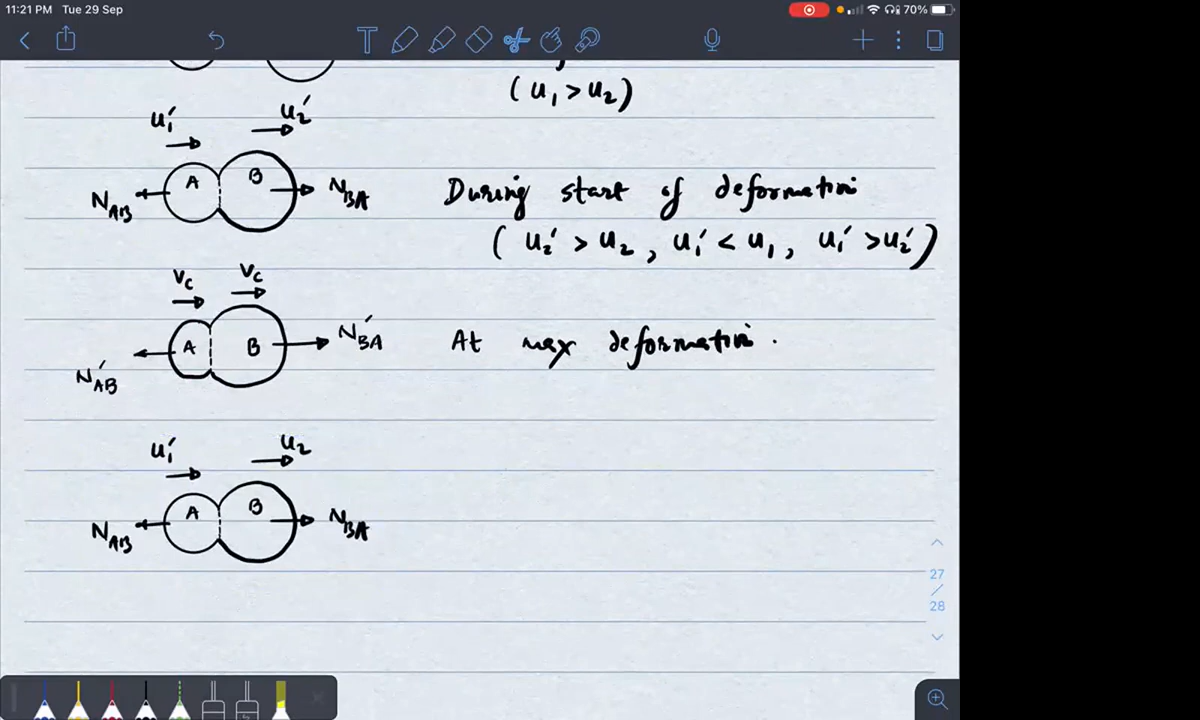 11:21 PM Tue 29 Sep 70%
T
(u₁ > u₂)
u₁′ u₂′
A B
N_AB N_BA
During start of deformation
(u₂′ > u₂, u₁′ < u₁, u₁′ > u₂′)
V_C V_C
A B
N′_AB N′_BA
At max deformation.
u₁′ u₂
A B
N_AB N_BA
27
/
28